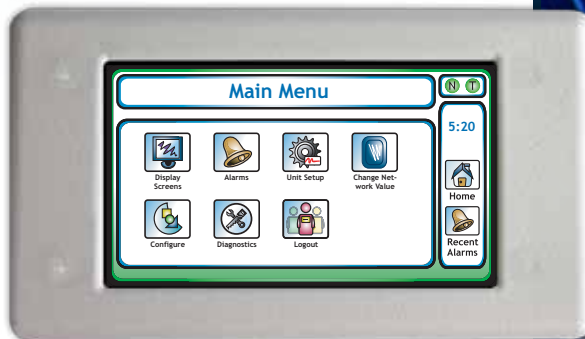 Main Menu
N T
5:20
Display
Screens
Alarms
Unit Setup
Change Net-
work Value
W
Home
Configure
Diagnostics
Logout
Recent
Alarms